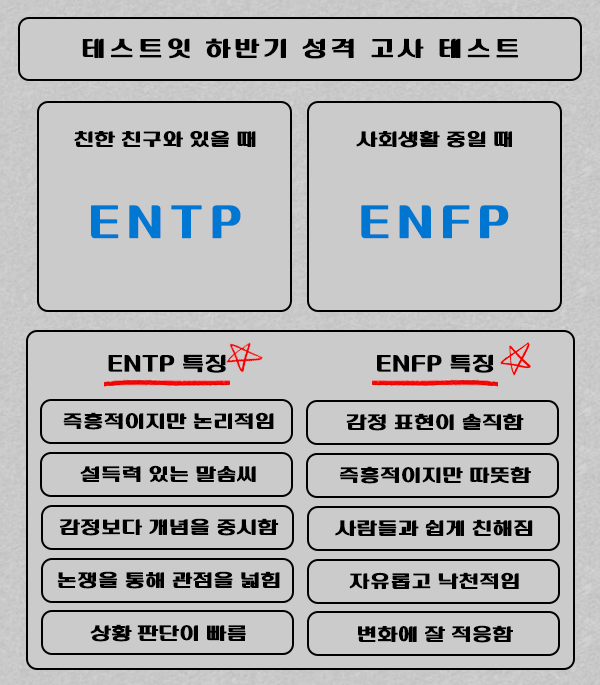 테스트잇 하반기 성격 고사 테스트
친한 친구와 있을 때
ENTP
사회생활 중일 때
ENFP
ENTP 특징
즉흥적이지만 논리적임
설득력 있는 말솜씨
감정보다 개념을 중시함
논쟁을 통해 관점을 넓힘
상황 판단이 빠름
ENFP 특징
감정 표현이 솔직함
즉흥적이지만 따뜻함
사람들과 쉽게 친해짐
자유롭고 낙천적임
변화에 잘 적응함